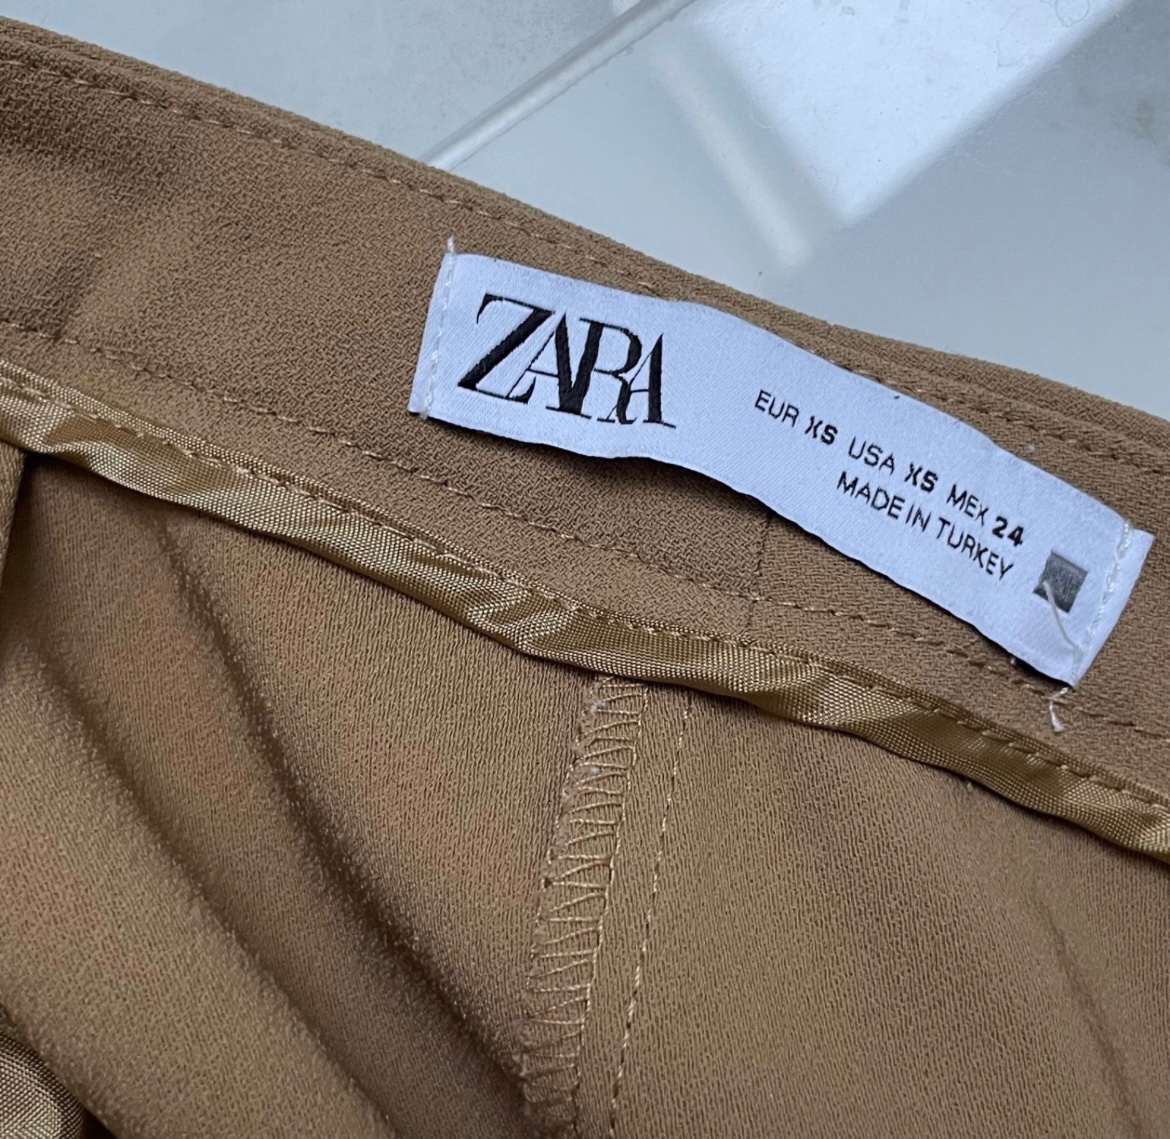 ZARA
EUR XS USA XS MEX 24
MADE IN TURKEY